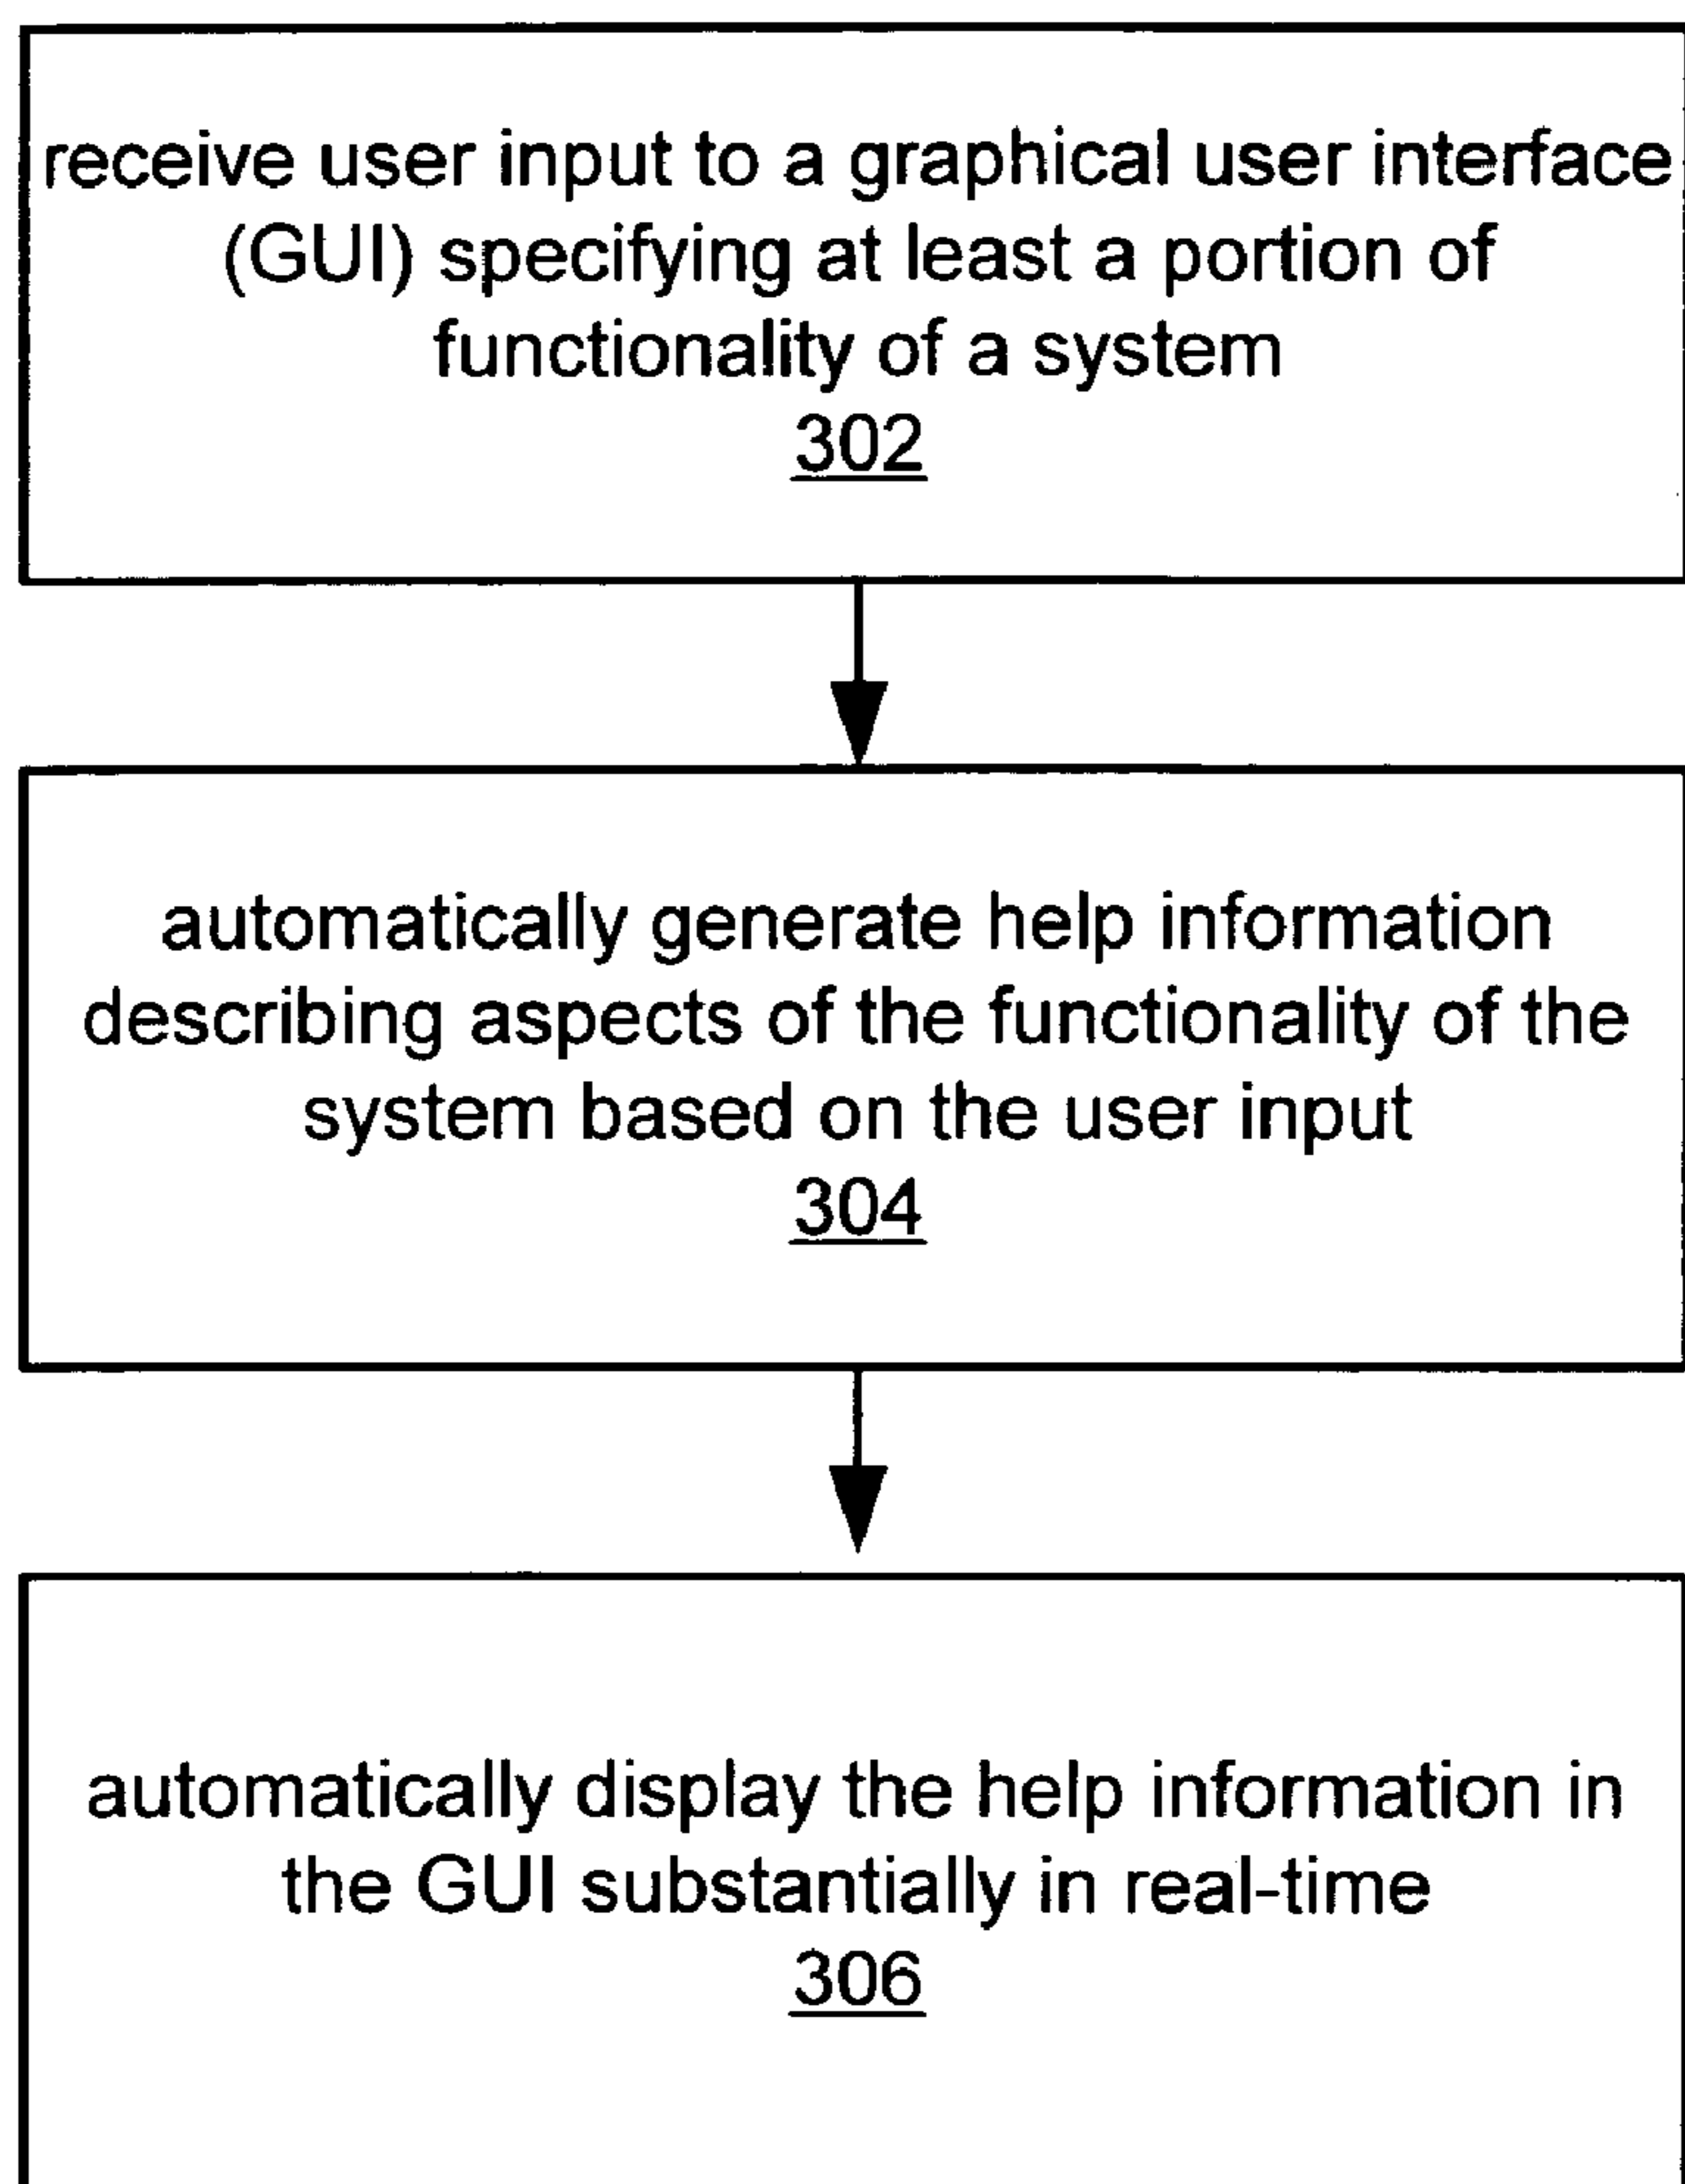 receive user input to a graphical user interface
(GUI) specifying at least a portion of
functionality of a system
302
automatically generate help information
describing aspects of the functionality of the
system based on the user input
304
automatically display the help information in
the GUI substantially in real-time
306